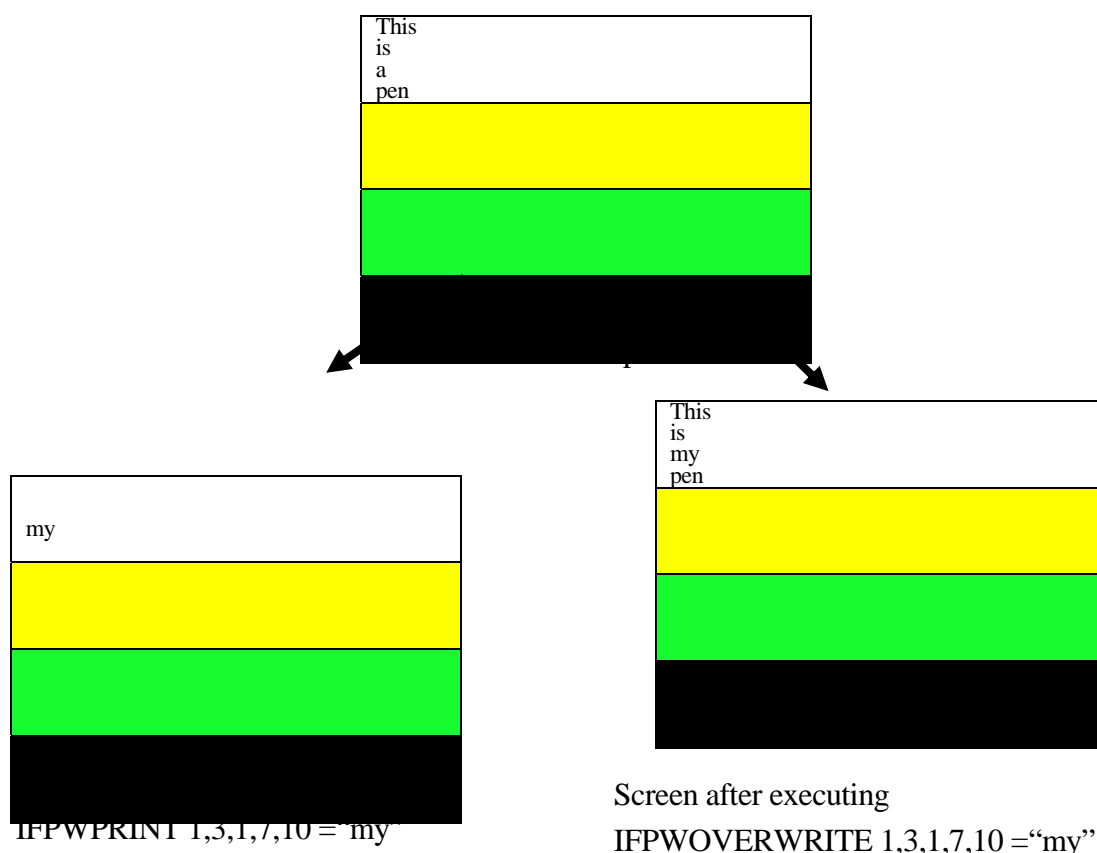 This
is
a
pen
This
is
my
pen
my
Screen after executing
IFPWPRINT 1,3,1,7,10 =“my”
IFPWOVERWRITE 1,3,1,7,10 =“my”